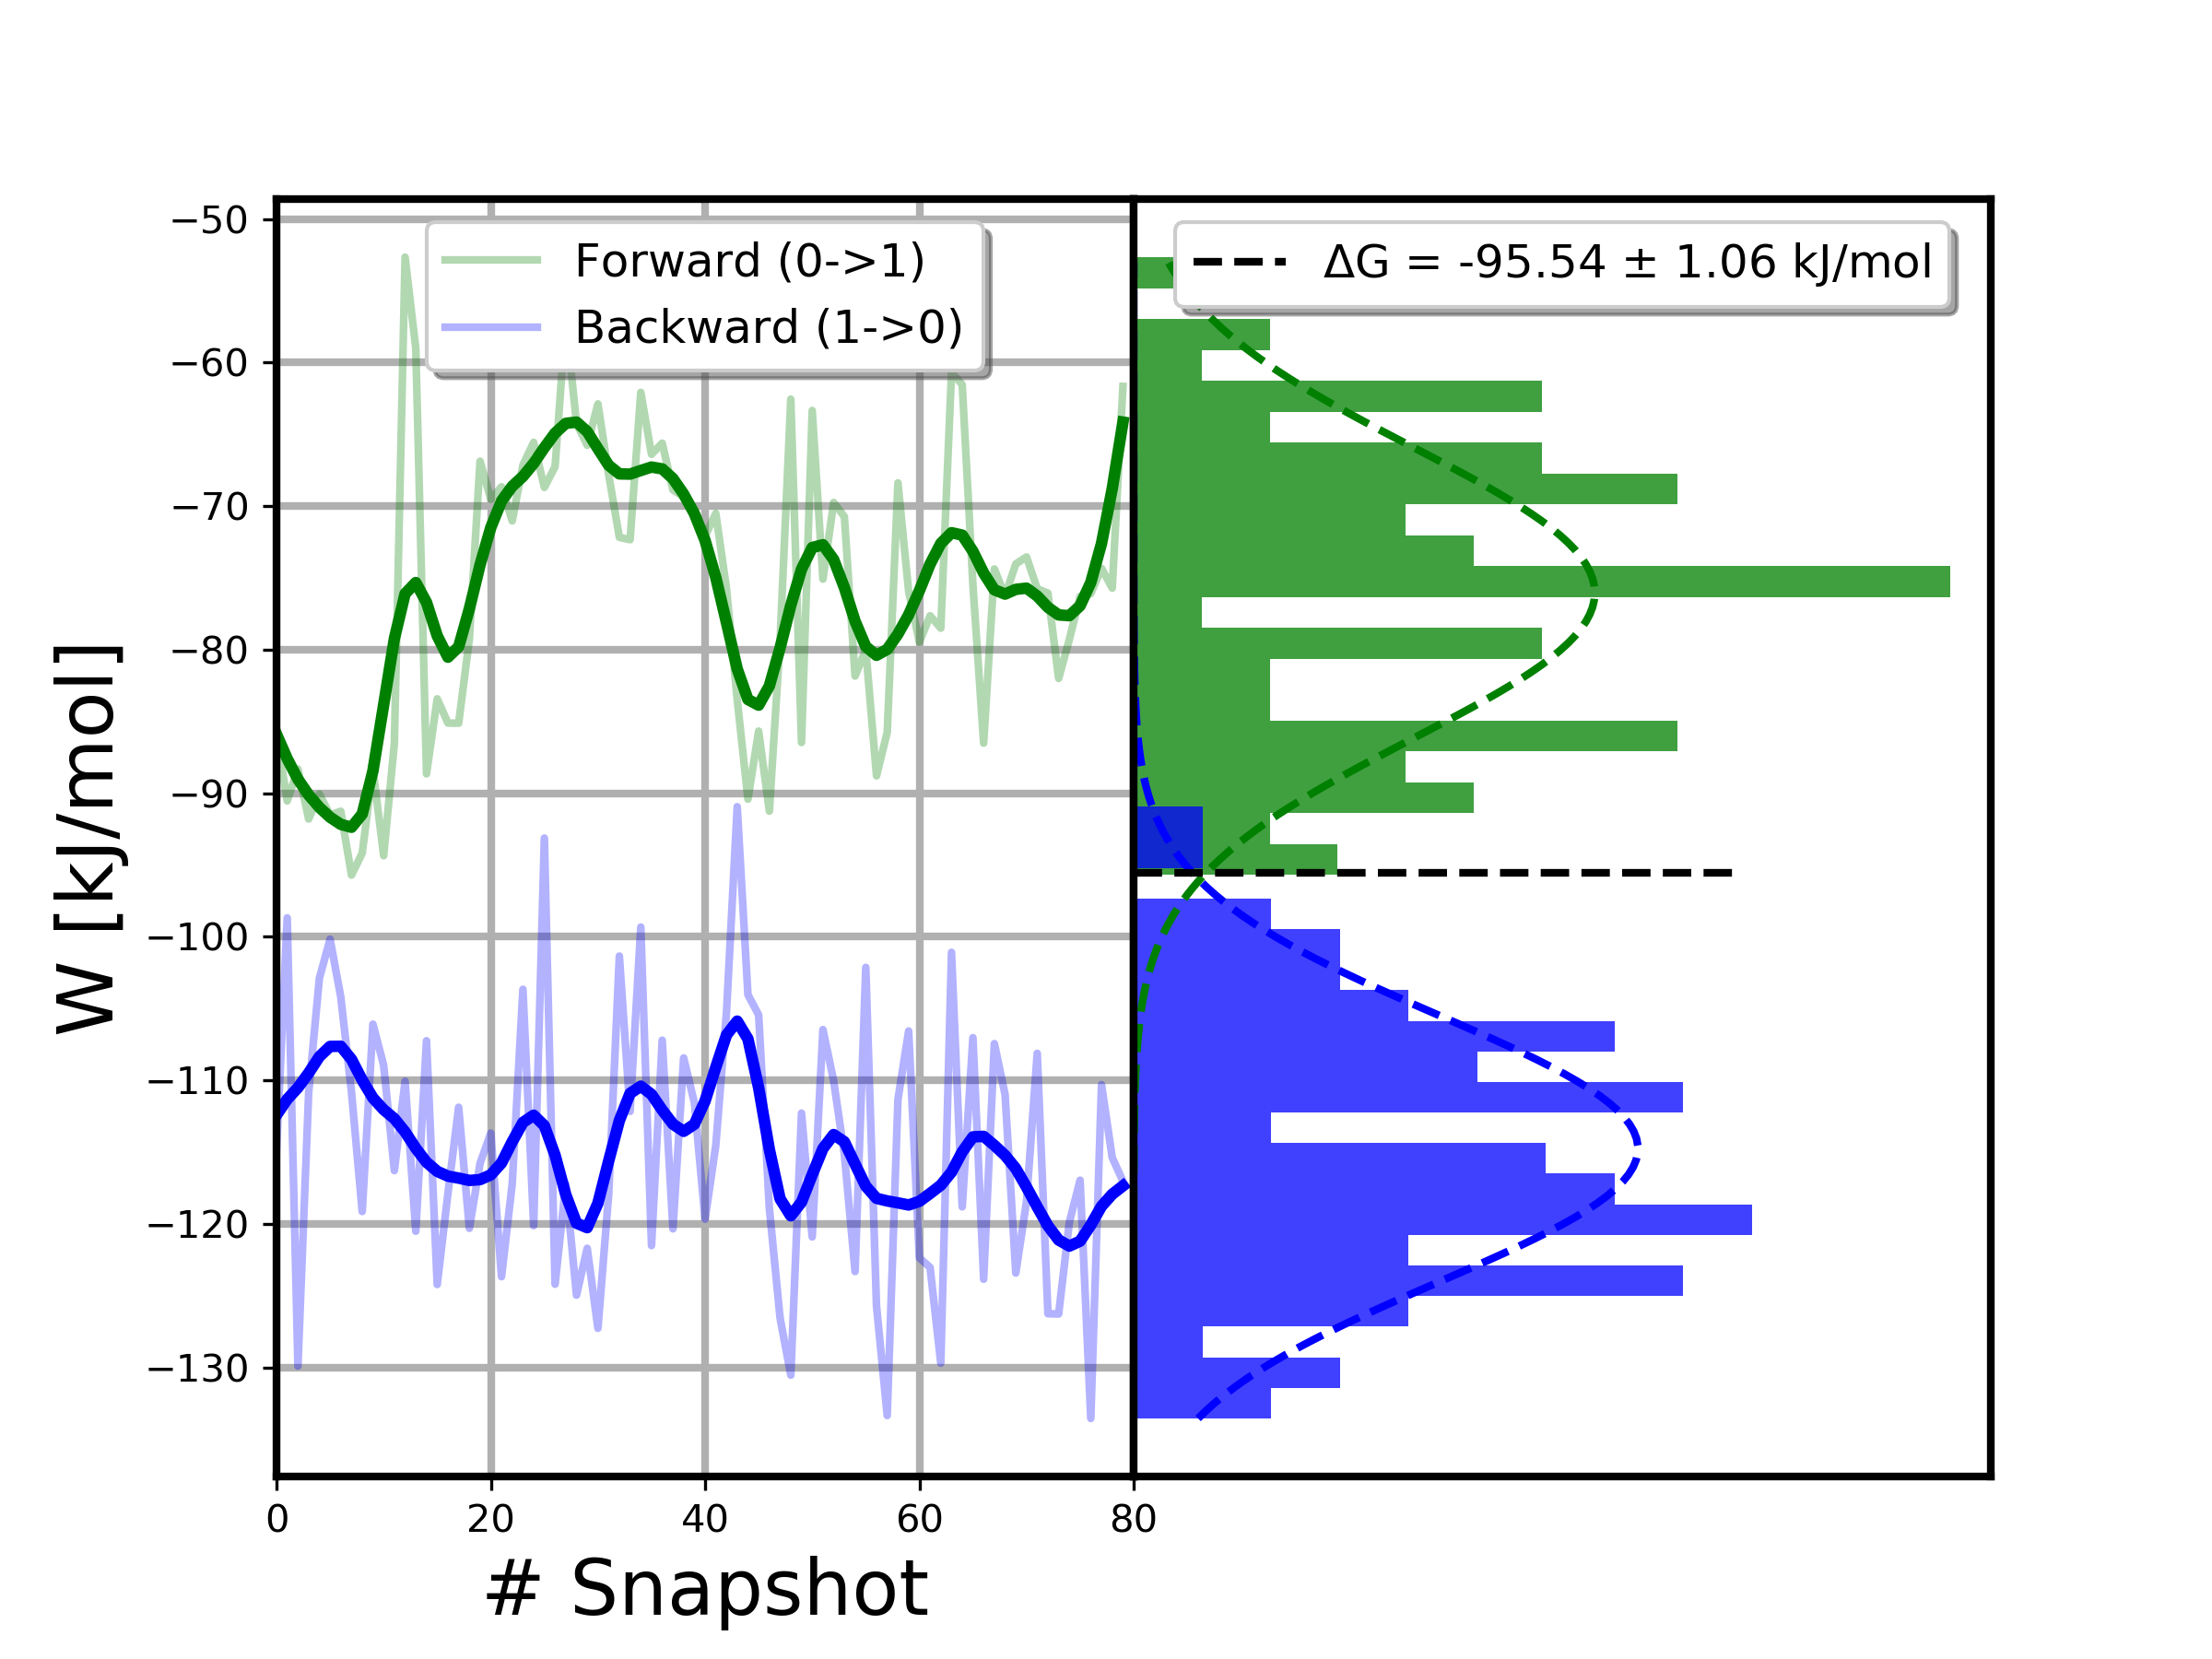 W [kJ/mol]
−50
−60
−70
−80
−90
−100
−110
−120
−130
Forward (0->1)
Backward (1->0)
ΔG = -95.54 ± 1.06 kJ/mol
0 20 40 60 80
# Snapshot